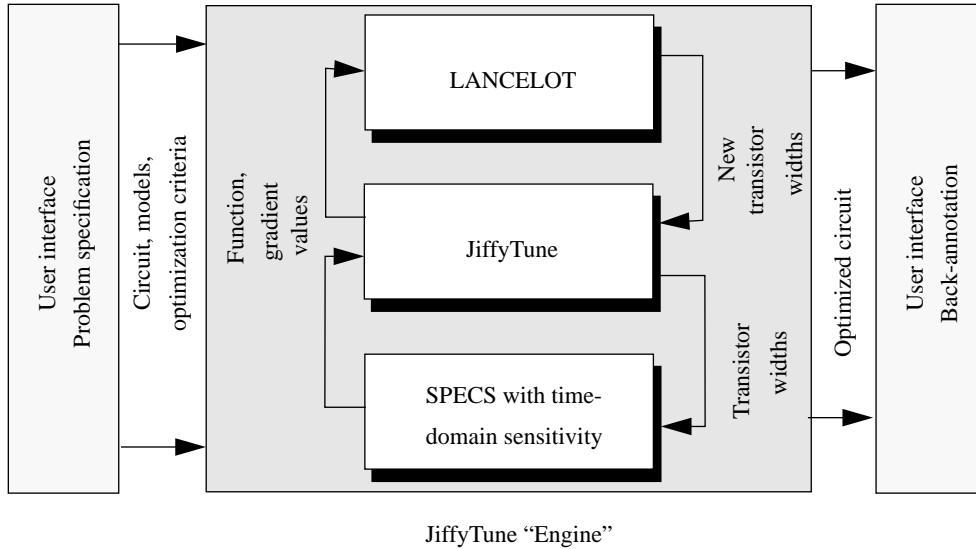 User interface
Problem specification
Circuit, models,
optimization criteria
Function,
gradient
values
LANCELOT
JiffyTune
SPECS with time-
domain sensitivity
New
transistor
widths
Transistor
widths
Optimized circuit
User interface
Back-annotation
JiffyTune “Engine”